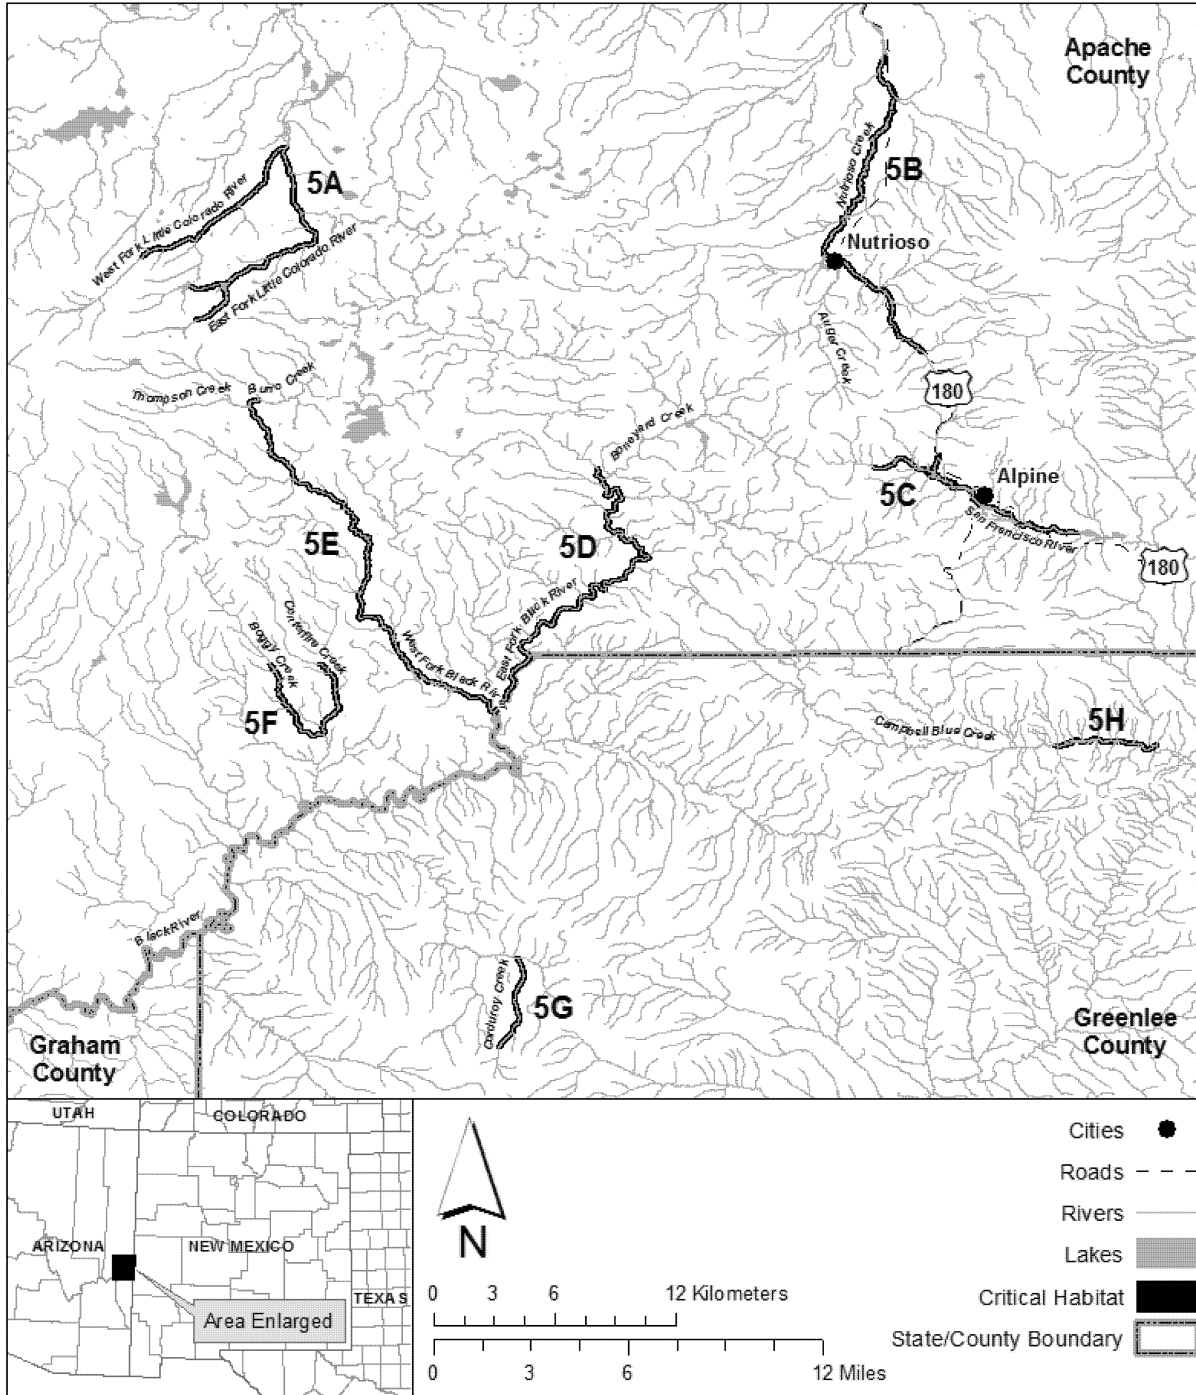 Apache
County
Nutrioso Creek
5B
5A
West Fork Little Colorado River
Nutrioso
East Fork Little Colorado River
Auger Creek
Thompson Creek
Burro Creek
180
Boneyard Creek
Alpine
5C
San Francisco River
5E
5D
180
East Fork Black River
Coniferfire Creek
Boggy Creek
West Fork Black River
5F
5H
Campbell Blue Creek
Black River
Corduroy Creek
5G
Graham
County
Greenlee
County
UTAH
COLORADO
ARIZONA
NEW MEXICO
TEXAS
Area Enlarged
N
0 3 6 12 Kilometers
0 3 6 12 Miles
Cities
Roads
Rivers
Lakes
Critical Habitat
State/County Boundary